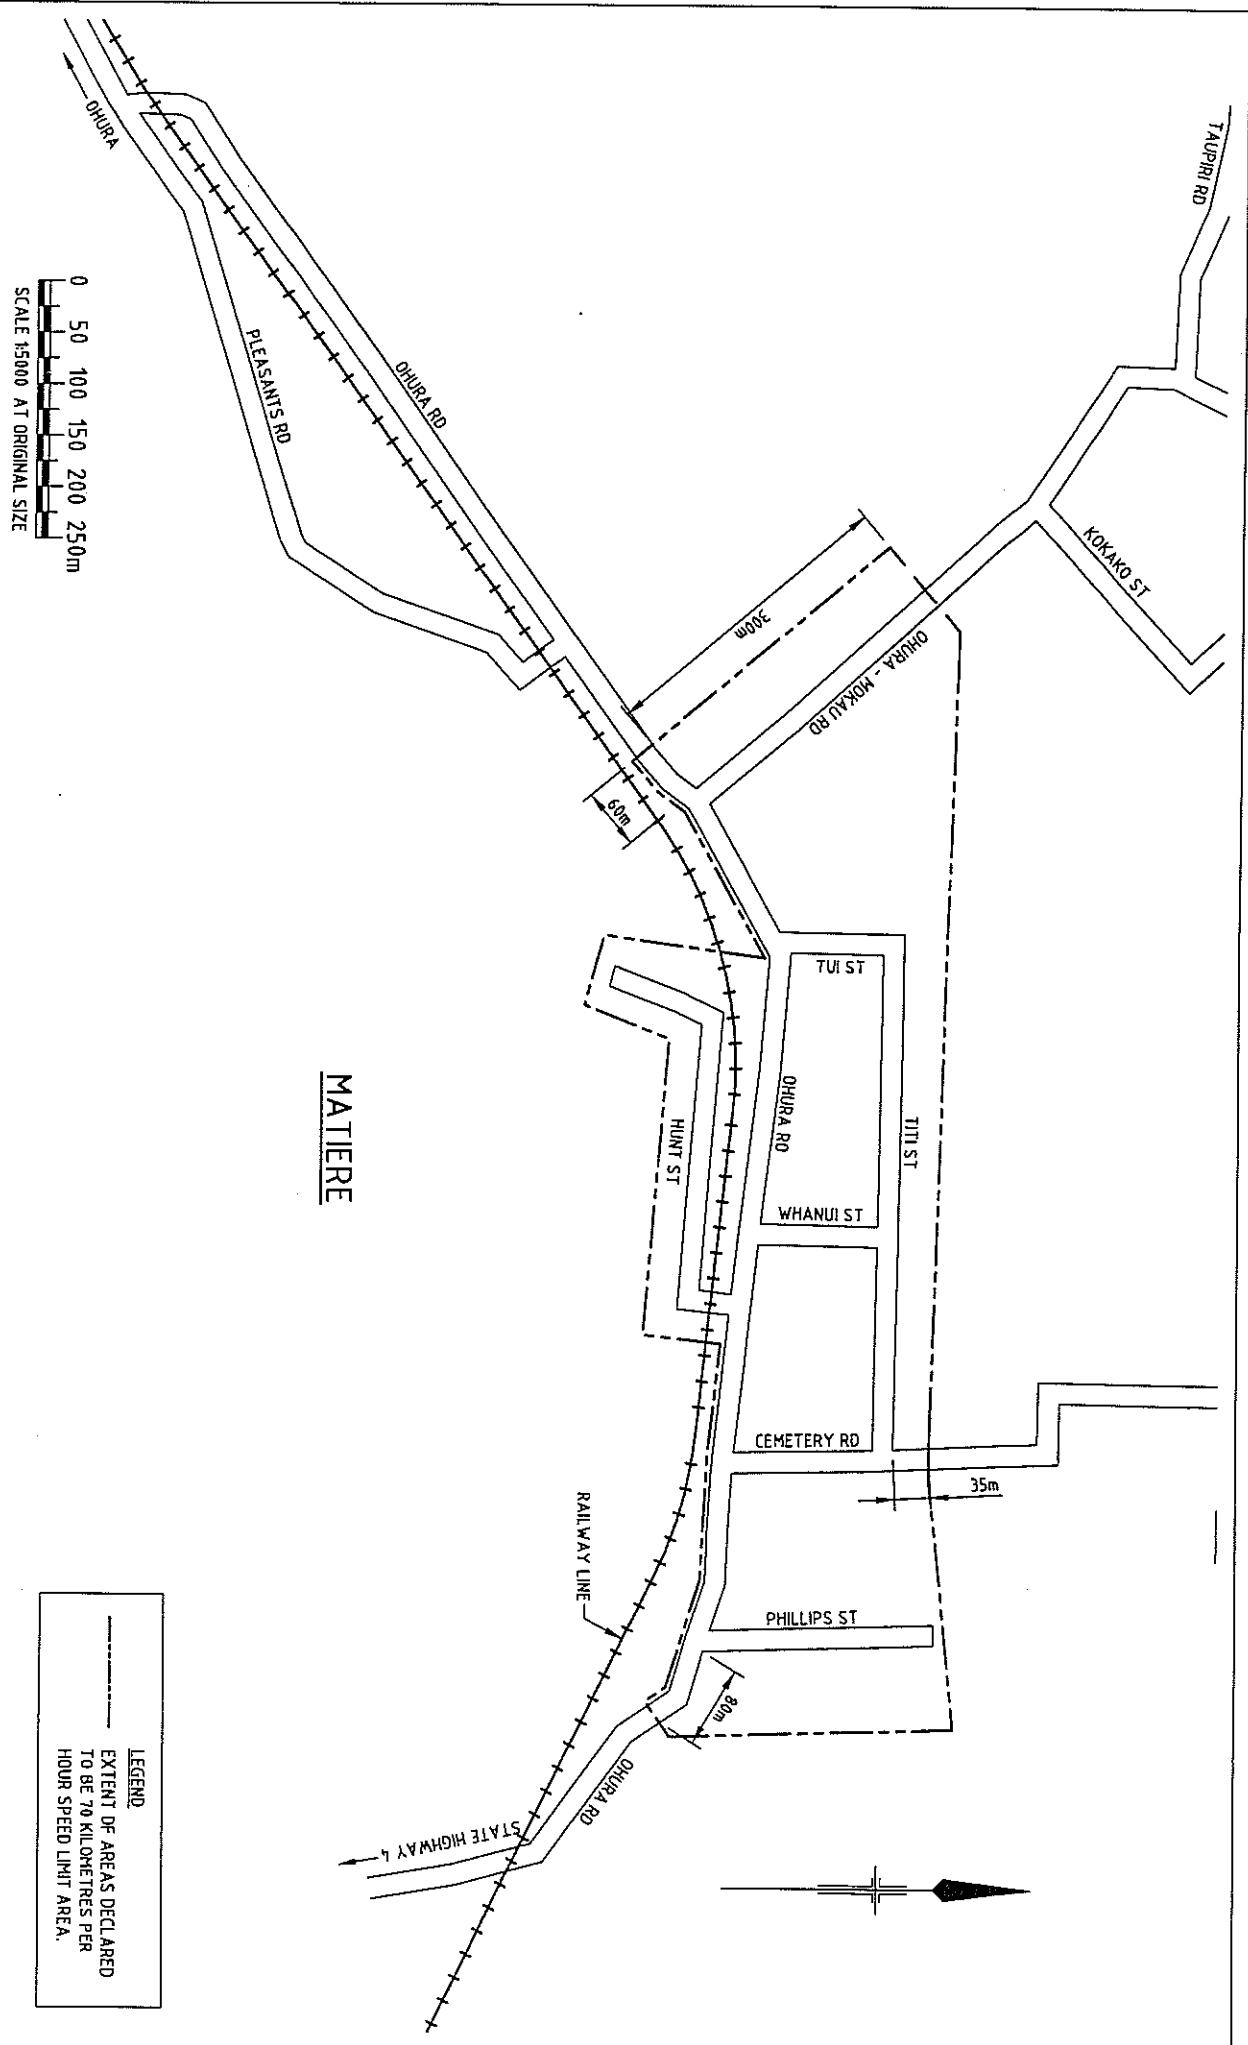 TAUPIRI RD
KOKAKO ST
OHURA - MOKAU RD
300m
OHURA
OHURA RD
PLEASANTS RD
60m
TUI ST
TITI ST
OHURA RD
WHANUI ST
HUNT ST
CEMETERY RD
35m
PHILLIPS ST
80m
OHURA RD
RAILWAY LINE
STATE HIGHWAY 4
MATIERE
0 50 100 150 200 250m
SCALE 1:5000 AT ORIGINAL SIZE
LEGEND
EXTENT OF AREAS DECLARED
TO BE 70 KILOMETRES PER
HOUR SPEED LIMIT AREA.